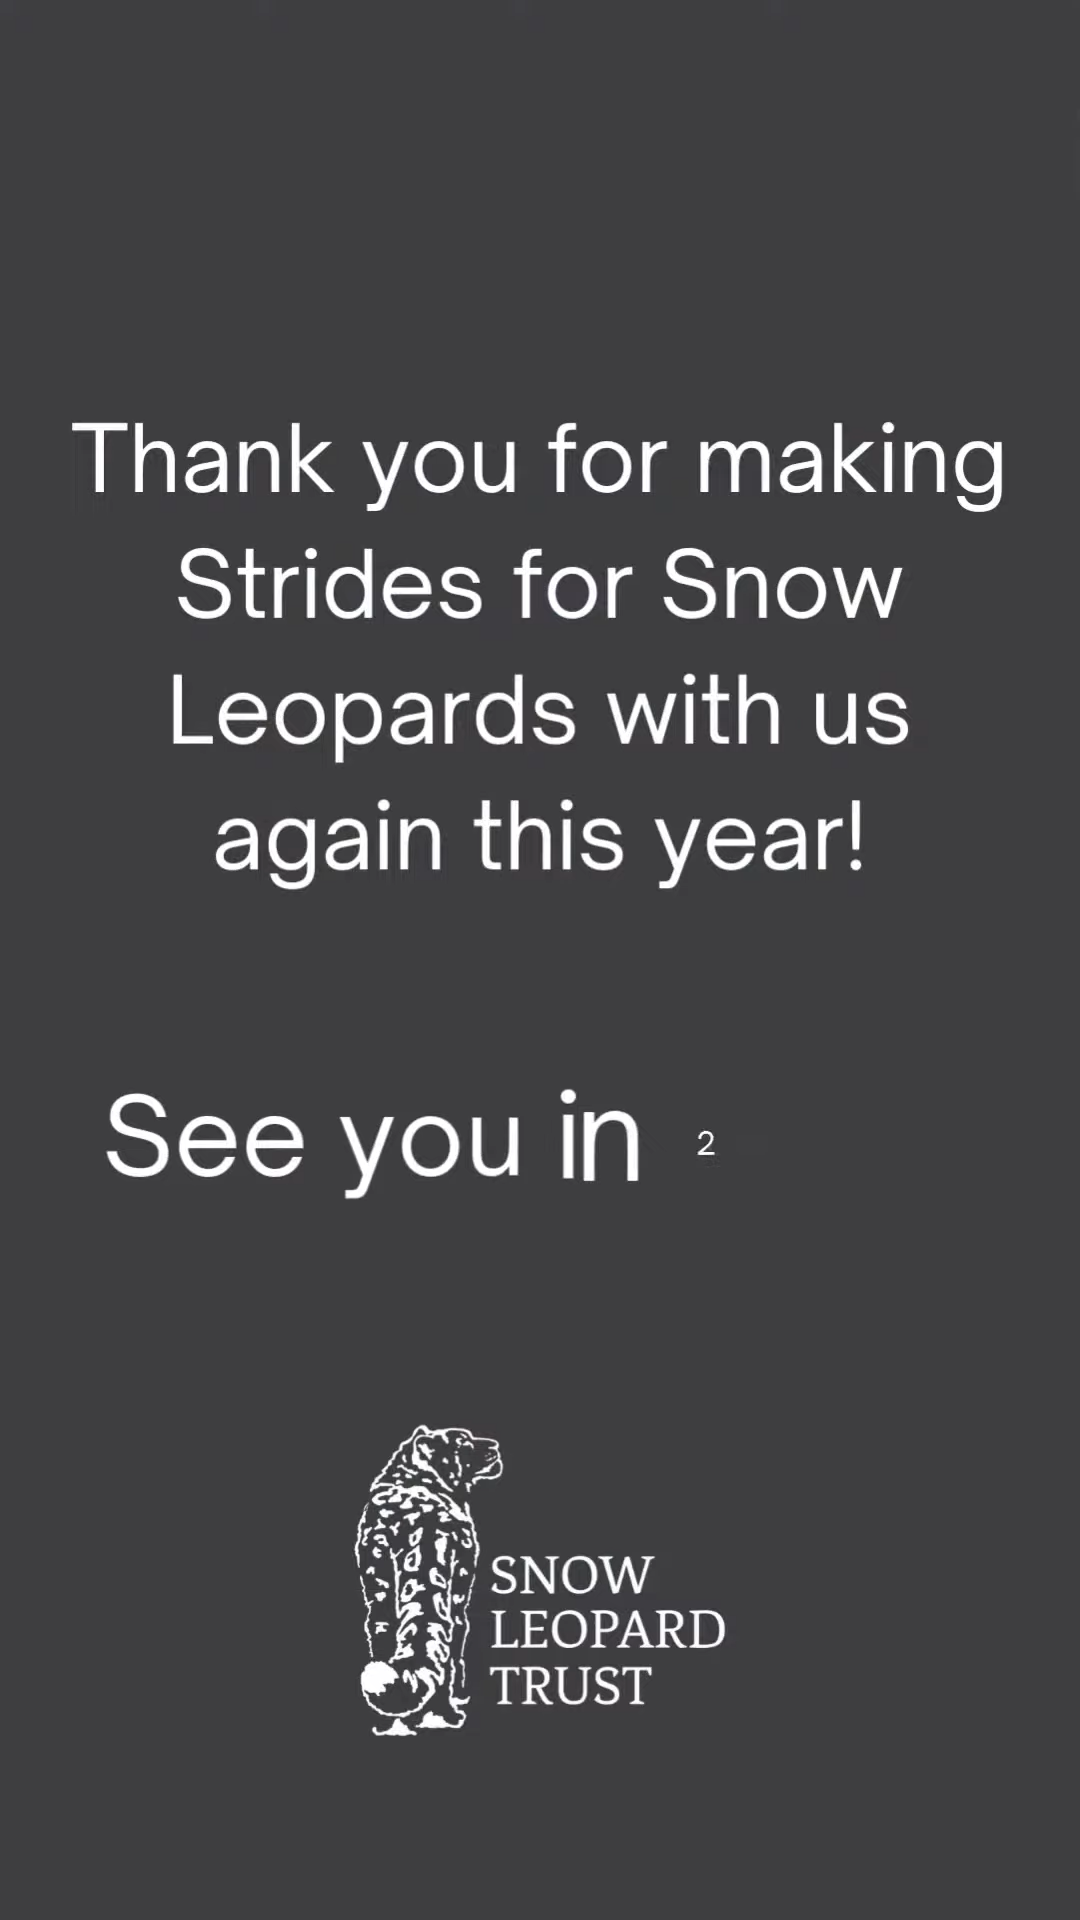 Thank you for making
Strides for Snow
Leopards with us
again this year!
See you in 2
SNOW
LEOPARD
TRUST